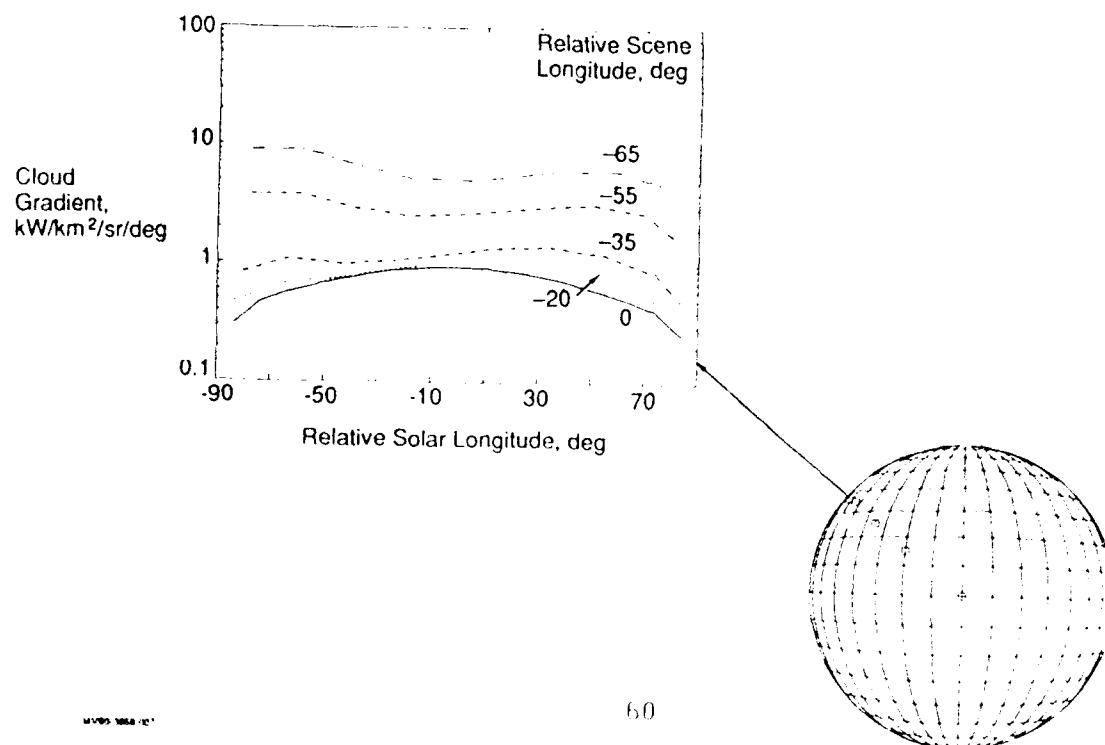 100
Relative Scene
Longitude, deg
10
-65
Cloud
Gradient,
kW/km²/sr/deg
-55
-35
1
-20
0
0.1
-90 -50 -10 30 70
Relative Solar Longitude, deg
60